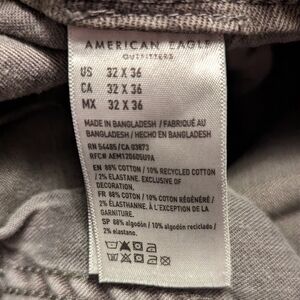 AMERICAN EAGLE
OUTFITTERS
US 32 X 36
CA 32 X 36
MX 32 X 36
MADE IN BANGLADESH / FABRIQUÉ AU
BANGLADESH / HECHO EN BANGLADESH
RN 54485 / CA 03873
RFC# AEM120605U9A
EN 88% COTTON / 10% RECYCLED COTTON
/ 2% ELASTANE. EXCLUSIVE OF
DECORATION.
FR 88% COTON / 10% COTON RÉGÉNÉRÉ /
2% ÉLASTHANNE. À L'EXCEPTION DE LA
GARNITURE.
SP 88% algodón / 10% algodón reciclado /
2% elastano.